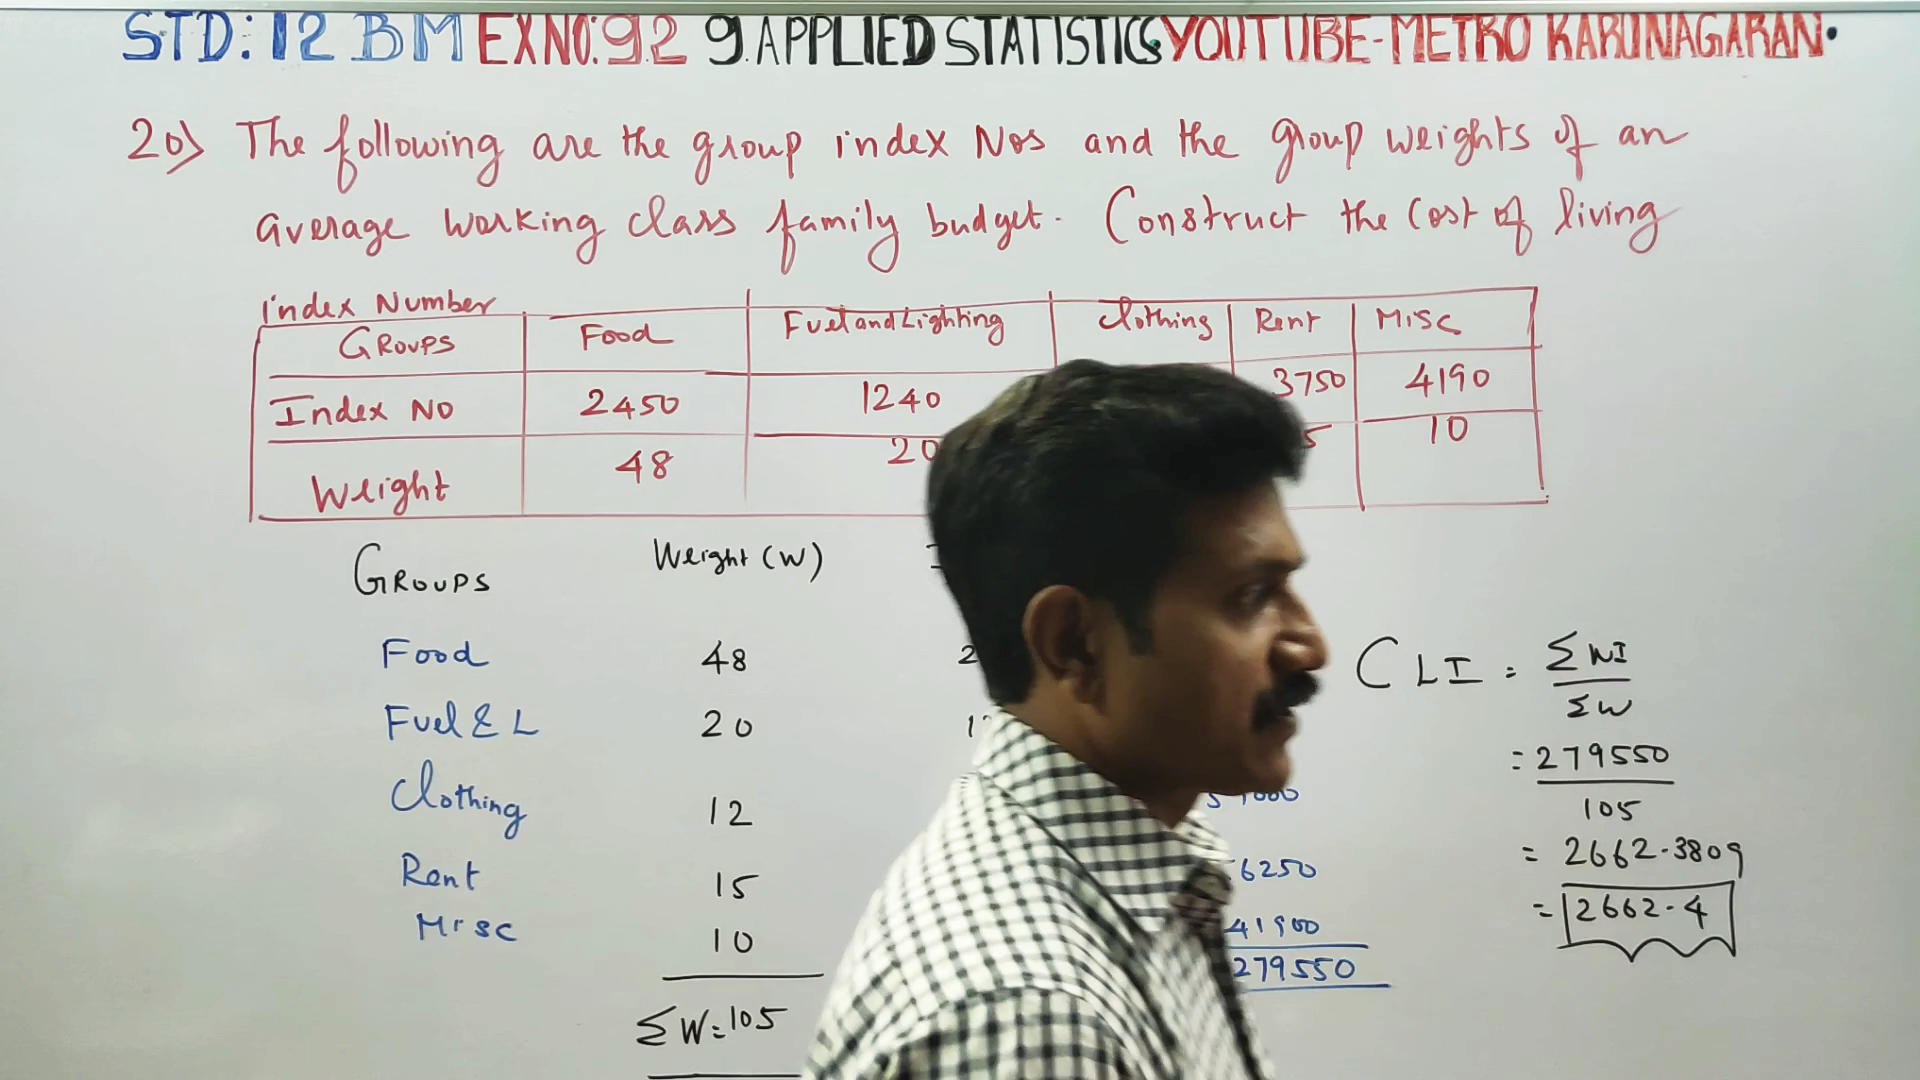 STD: 12 BM EXNO: 9.2 9. APPLIED STATISTICS YOUTUBE-METRO KARUNAGARAN.
20) The following are the group index Nos and the group weights of an
average working class family budget. Construct the cost of living
Index Number
GROUPS Food Fuel and Lighting Clothing Rent Misc
Index No 2450 1240 3750 4190
Weight 48 20 5 10
GROUPS Weight (W)
Food 48 2
Fuel & L 20 12
Clothing 12
Rent 15 6250
Misc 10 41900
ΣW=105 279550
CLI = ΣWI
ΣW
= 279550
105
= 2662.3809
= 2662.4